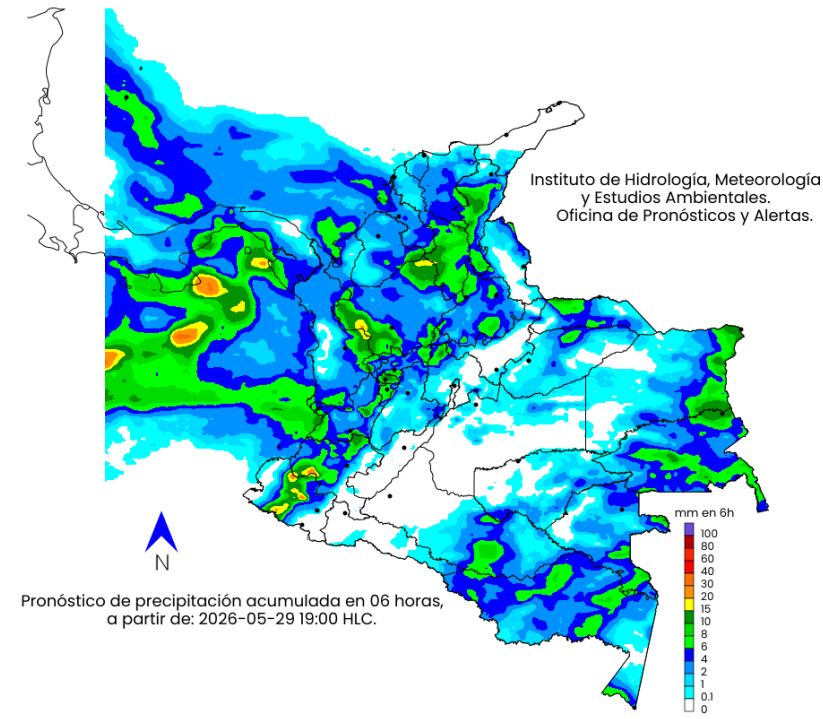 Instituto de Hidrología, Meteorología
y Estudios Ambientales.
Oficina de Pronósticos y Alertas.
N
Pronóstico de precipitación acumulada en 06 horas,
a partir de: 2026-05-29 19:00 HLC.
mm en 6h
100
80
60
40
30
20
15
10
8
6
4
2
1
0.1
0